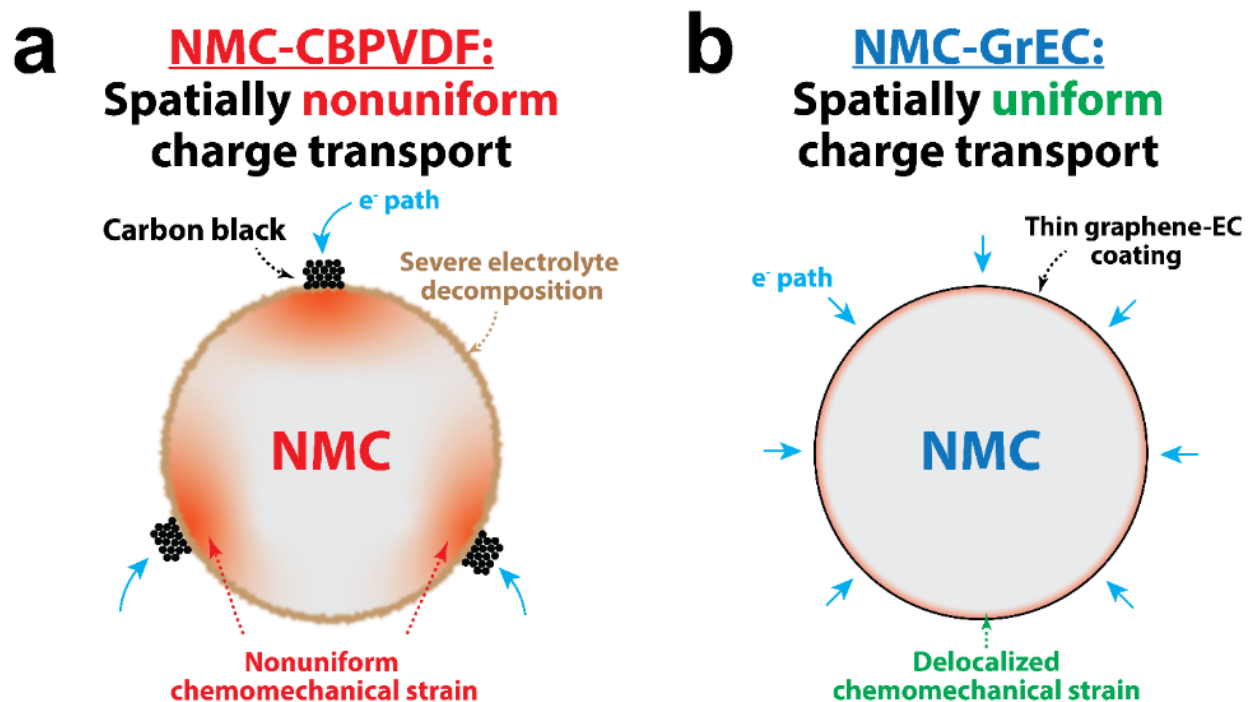 a
NMC-CBPVDF:
Spatially nonuniform
charge transport
e⁻ path
Carbon black
Severe electrolyte
decomposition
NMC
Nonuniform
chemomechanical strain
b
NMC-GrEC:
Spatially uniform
charge transport
Thin graphene-EC
coating
e⁻ path
NMC
Delocalized
chemomechanical strain